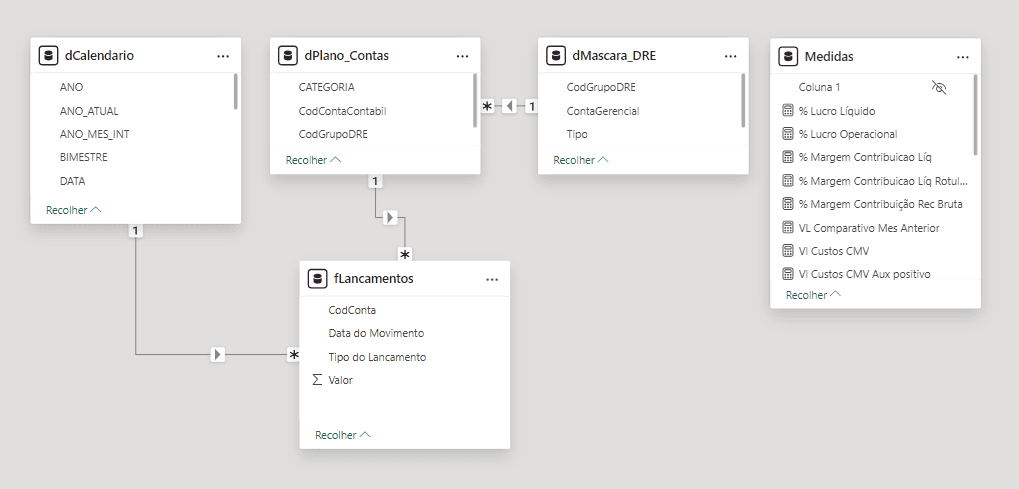 dCalendario
ANO
ANO_ATUAL
ANO_MES_INT
BIMESTRE
DATA
Recolher
dPlano_Contas
CATEGORIA
CodContaContabil
CodGrupoDRE
Recolher
dMascara_DRE
CodGrupoDRE
ContaGerencial
Tipo
Recolher
Medidas
Coluna 1
% Lucro Líquido
% Lucro Operacional
% Margem Contribuicao Líq
% Margem Contribuicao Líq Rotul...
% Margem Contribuição Rec Bruta
VL Comparativo Mes Anterior
Vl Custos CMV
Vl Custos CMV Aux positivo
Recolher
* 1
1
*
1
*
fLancamentos
CodConta
Data do Movimento
Tipo do Lancamento
Σ Valor
Recolher